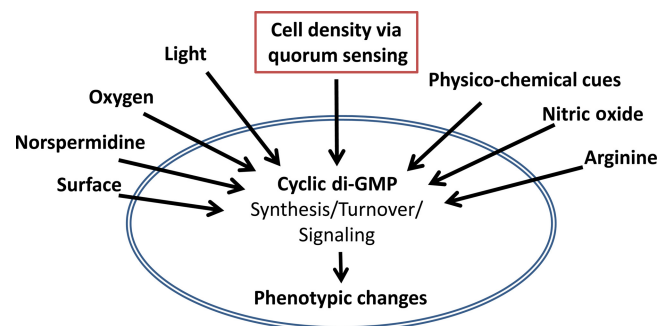 Cell density via
quorum sensing
Light
Physico-chemical cues
Oxygen
Nitric oxide
Norspermidine
Arginine
Surface
Cyclic di-GMP
Synthesis/Turnover/
Signaling
Phenotypic changes